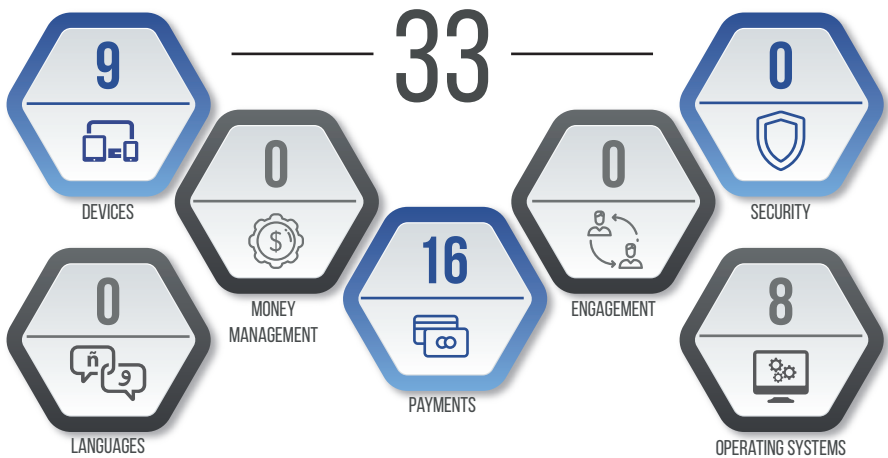 33
9
DEVICES
0
MONEY
MANAGEMENT
16
PAYMENTS
0
ENGAGEMENT
0
SECURITY
0
ñ
و
LANGUAGES
8
OPERATING SYSTEMS